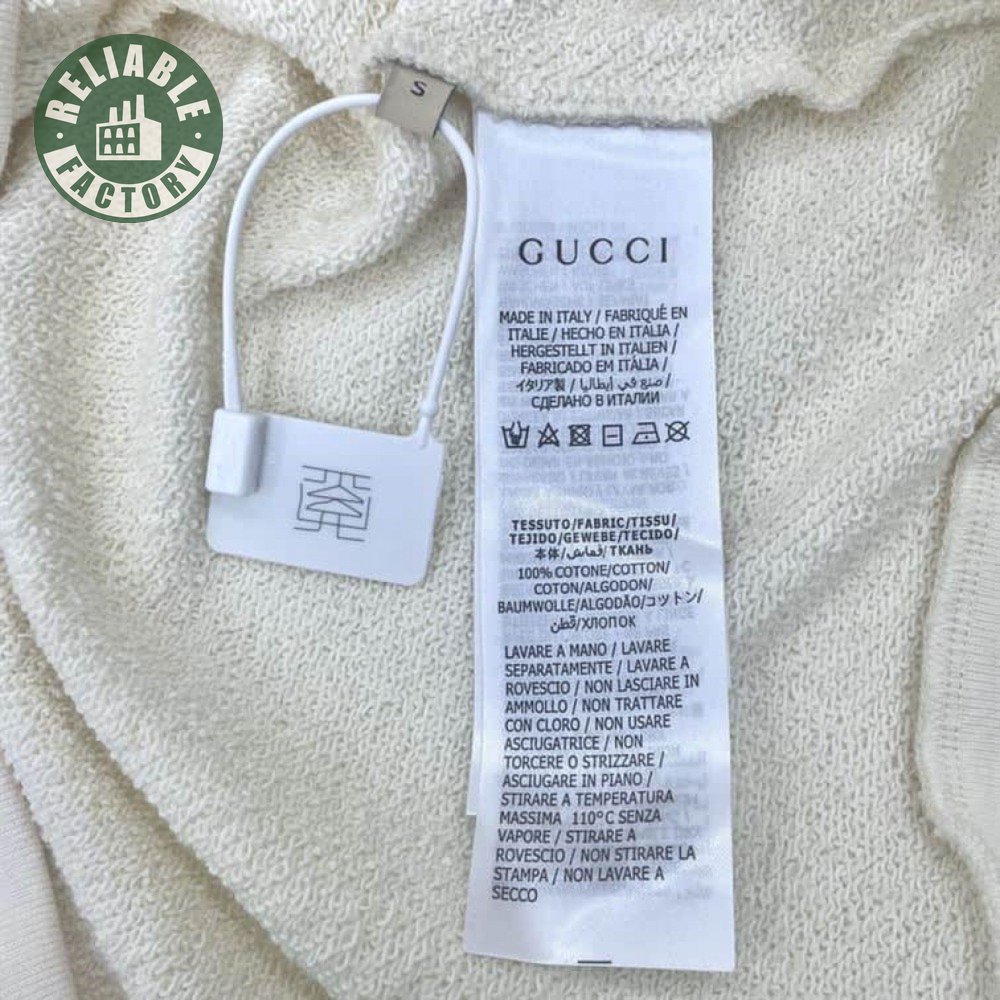 RELIABLE
FACTORY
S
GUCCI
MADE IN ITALY / FABRIQUÉ EN
ITALIE / HECHO EN ITALIA /
HERGESTELLT IN ITALIEN /
FABRICADO EM ITÁLIA /
イタリア製 / صنع في إيطاليا /
СДЕЛАНО В ИТАЛИИ
TESSUTO/FABRIC/TISSU/
TEJIDO/GEWEBE/TECIDO/
本体/قماش/ТКАНЬ
100% COTONE/COTTON/
COTON/ALGODON/
BAUMWOLLE/ALGODÃO/コットン/
قطن/ХЛОПОК
LAVARE A MANO / LAVARE
SEPARATAMENTE / LAVARE A
ROVESCIO / NON LASCIARE IN
AMMOLLO / NON TRATTARE
CON CLORO / NON USARE
ASCIUGATRICE / NON
TORCERE O STRIZZARE /
ASCIUGARE IN PIANO /
STIRARE A TEMPERATURA
MASSIMA 110°C SENZA
VAPORE / STIRARE A
ROVESCIO / NON STIRARE LA
STAMPA / NON LAVARE A
SECCO